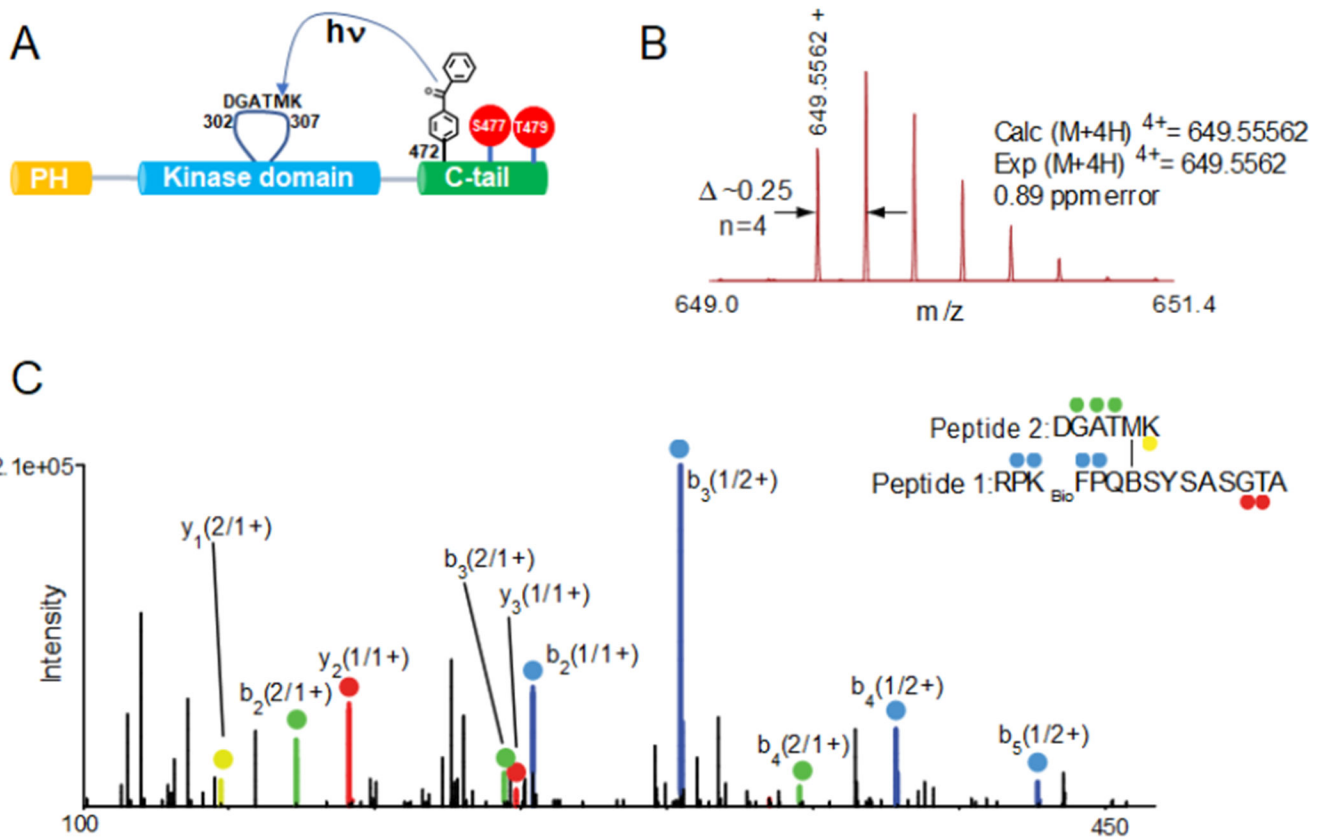 A
hν
DGATMK
302
307
O
472
S477
T479
PH
Kinase domain
C-tail
B
649.5562 +
Calc (M+4H) 4+= 649.55562
Exp (M+4H) 4+= 649.5562
0.89 ppm error
Δ ~0.25
n=4
649.0
m/z
651.4
C
2.1e+05
Intensity
Peptide 2:DGATMK
Peptide 1:RPK BioFPQBSYSASGTA
y1(2/1+)
b2(2/1+)
y2(1/1+)
b3(2/1+)
y3(1/1+)
b2(1/1+)
b3(1/2+)
b4(2/1+)
b4(1/2+)
b5(1/2+)
100
450